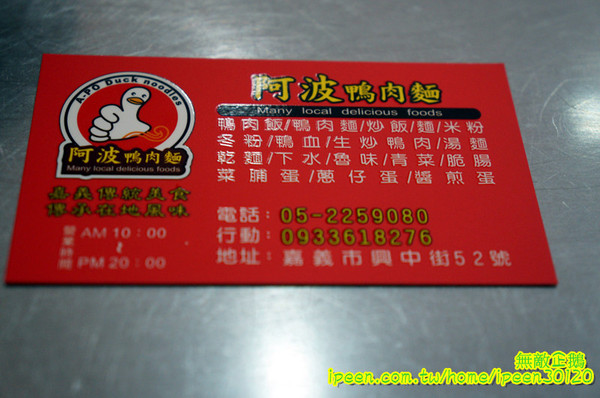 A-PO Duck noodles
阿波鴨肉麵
Many local delicious foods
嘉義傳統美食
傳承在地風味
營業時間
AM 10:00
~
PM 20:00
阿波鴨肉麵
Many local delicious foods
鴨肉飯/鴨肉麵/炒飯/麵/米粉
冬粉/鴨血/生炒鴨肉/湯麵
乾麵/下水/魯味/青菜/脆腸
菜脯蛋/蔥仔蛋/醬煎蛋
電話:05-2259080
行動:0933618276
地址:嘉義市興中街52號
無敵企鵝
ipeen.com.tw/home/ipeen30120